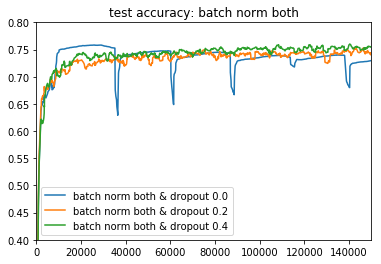 test accuracy: batch norm both
0.80
0.75
0.70
0.65
0.60
0.55
0.50
0.45
0.40
batch norm both & dropout 0.0
batch norm both & dropout 0.2
batch norm both & dropout 0.4
0 20000 40000 60000 80000 100000 120000 140000